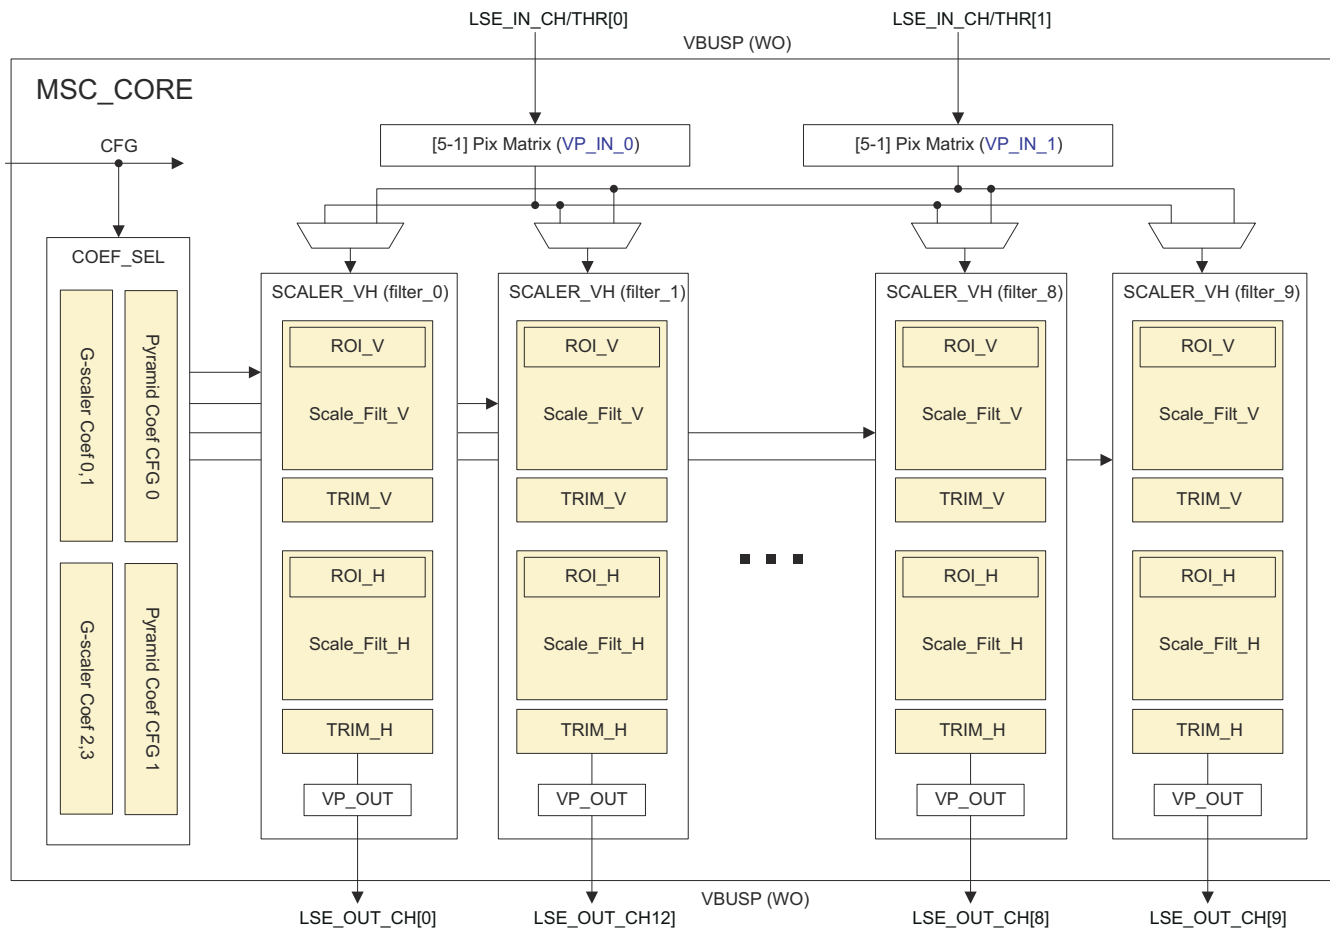 LSE_IN_CH/THR[0]
LSE_IN_CH/THR[1]
VBUSP (WO)
MSC_CORE
CFG
[5-1] Pix Matrix (VP_IN_0)
[5-1] Pix Matrix (VP_IN_1)
COEF_SEL
G-scaler Coef 0,1
Pyramid Coef CFG 0
G-scaler Coef 2,3
Pyramid Coef CFG 1
SCALER_VH (filter_0)
ROI_V
Scale_Filt_V
TRIM_V
ROI_H
Scale_Filt_H
TRIM_H
VP_OUT
SCALER_VH (filter_1)
ROI_V
Scale_Filt_V
TRIM_V
ROI_H
Scale_Filt_H
TRIM_H
VP_OUT
SCALER_VH (filter_8)
ROI_V
Scale_Filt_V
TRIM_V
ROI_H
Scale_Filt_H
TRIM_H
VP_OUT
SCALER_VH (filter_9)
ROI_V
Scale_Filt_V
TRIM_V
ROI_H
Scale_Filt_H
TRIM_H
VP_OUT
VBUSP (WO)
LSE_OUT_CH[0]
LSE_OUT_CH12]
LSE_OUT_CH[8]
LSE_OUT_CH[9]